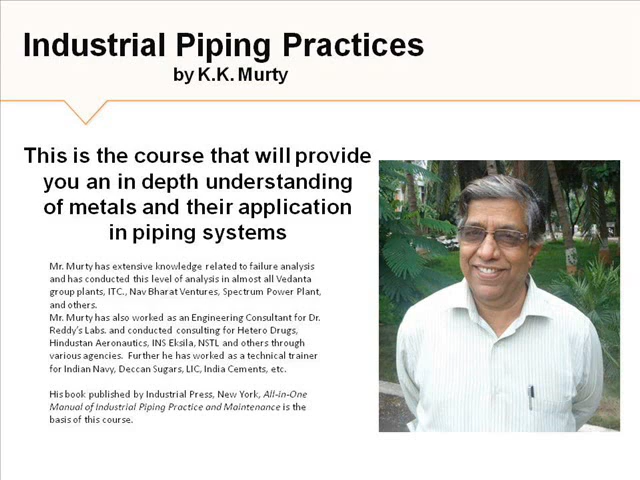 Industrial Piping Practices
by K.K. Murty
This is the course that will provide
you an in depth understanding
of metals and their application
in piping systems
Mr. Murty has extensive knowledge related to failure analysis
and has conducted this level of analysis in almost all Vedanta
group plants, ITC., Nav Bharat Ventures, Spectrum Power Plant,
and others.
Mr. Murty has also worked as an Engineering Consultant for Dr.
Reddy's Labs. and conducted consulting for Hetero Drugs,
Hindustan Aeronautics, INS Eksila, NSTL and others through
various agencies. Further he has worked as a technical trainer
for Indian Navy, Deccan Sugars, LIC, India Cements, etc.
His book published by Industrial Press, New York, All-in-One
Manual of Industrial Piping Practice and Maintenance is the
basis of this course.